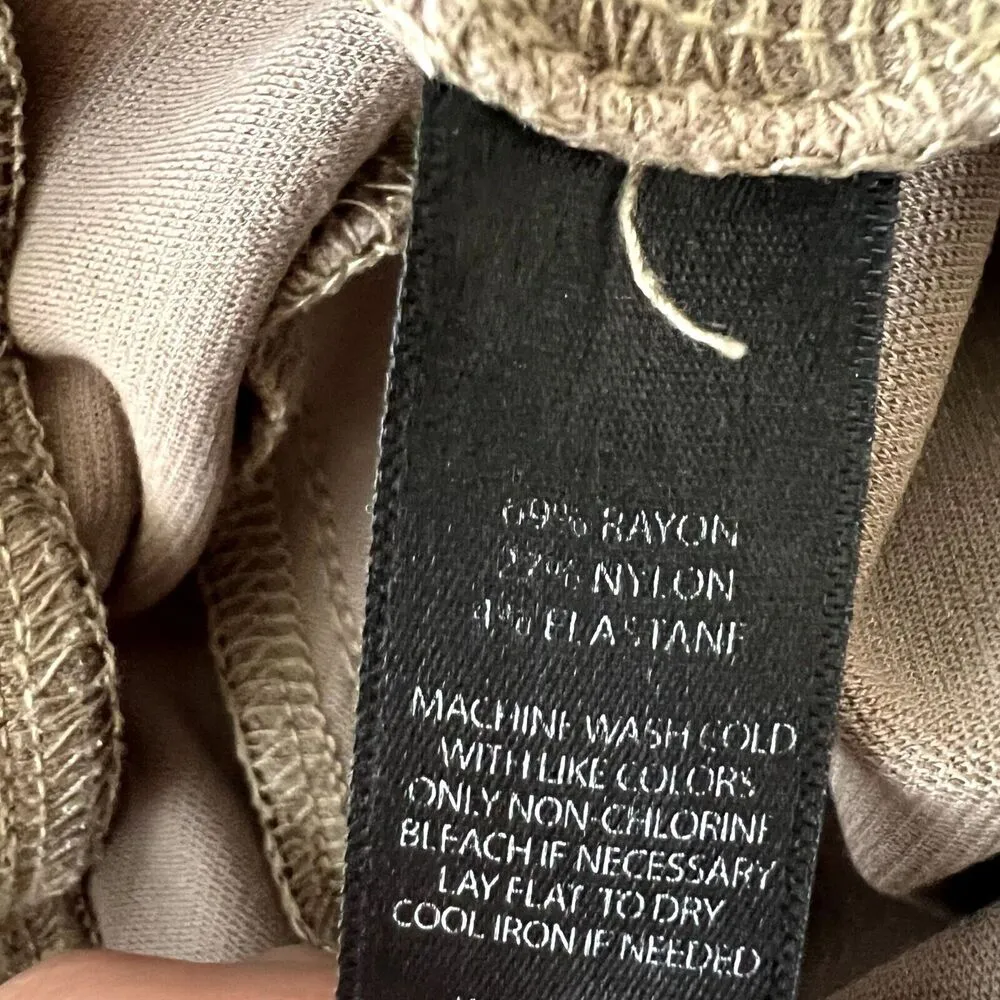 69% RAYON
27% NYLON
4% ELASTANE
MACHINE WASH COLD
WITH LIKE COLORS
ONLY NON-CHLORINE
BLEACH IF NECESSARY
LAY FLAT TO DRY
COOL IRON IF NEEDED